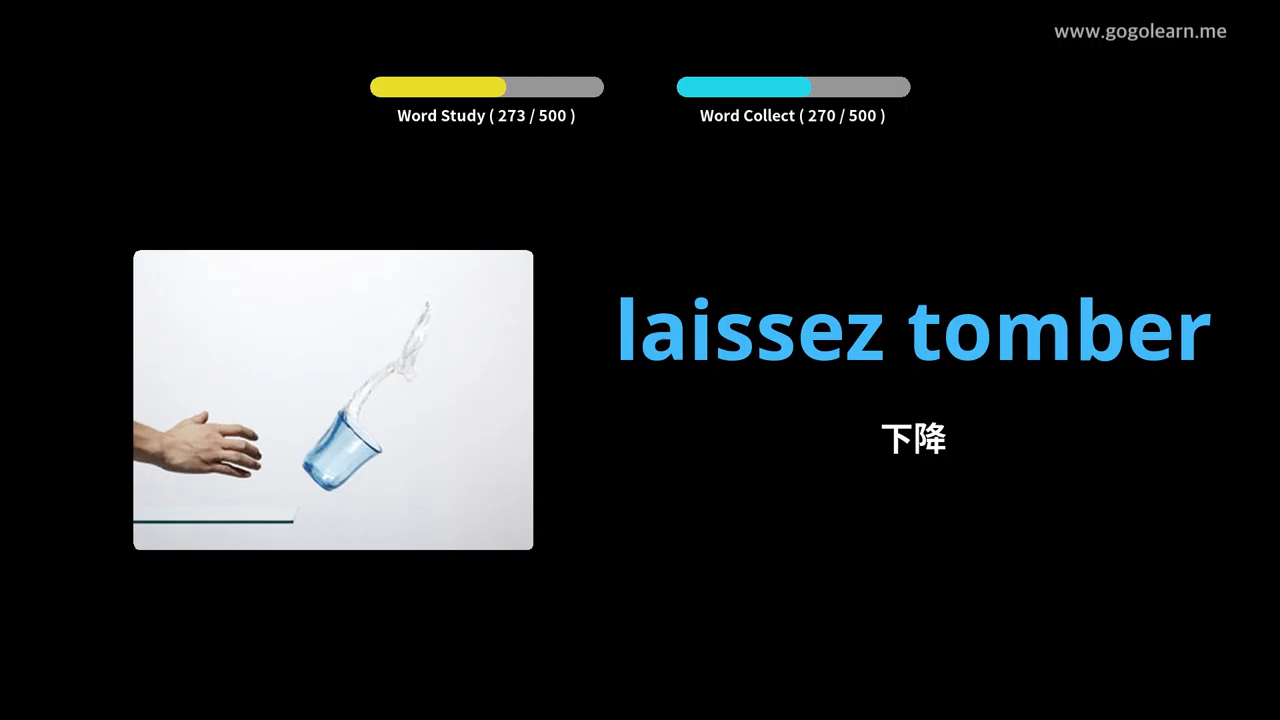 www.gogolearn.me
Word Study ( 273 / 500 )
Word Collect ( 270 / 500 )
laissez tomber
下降